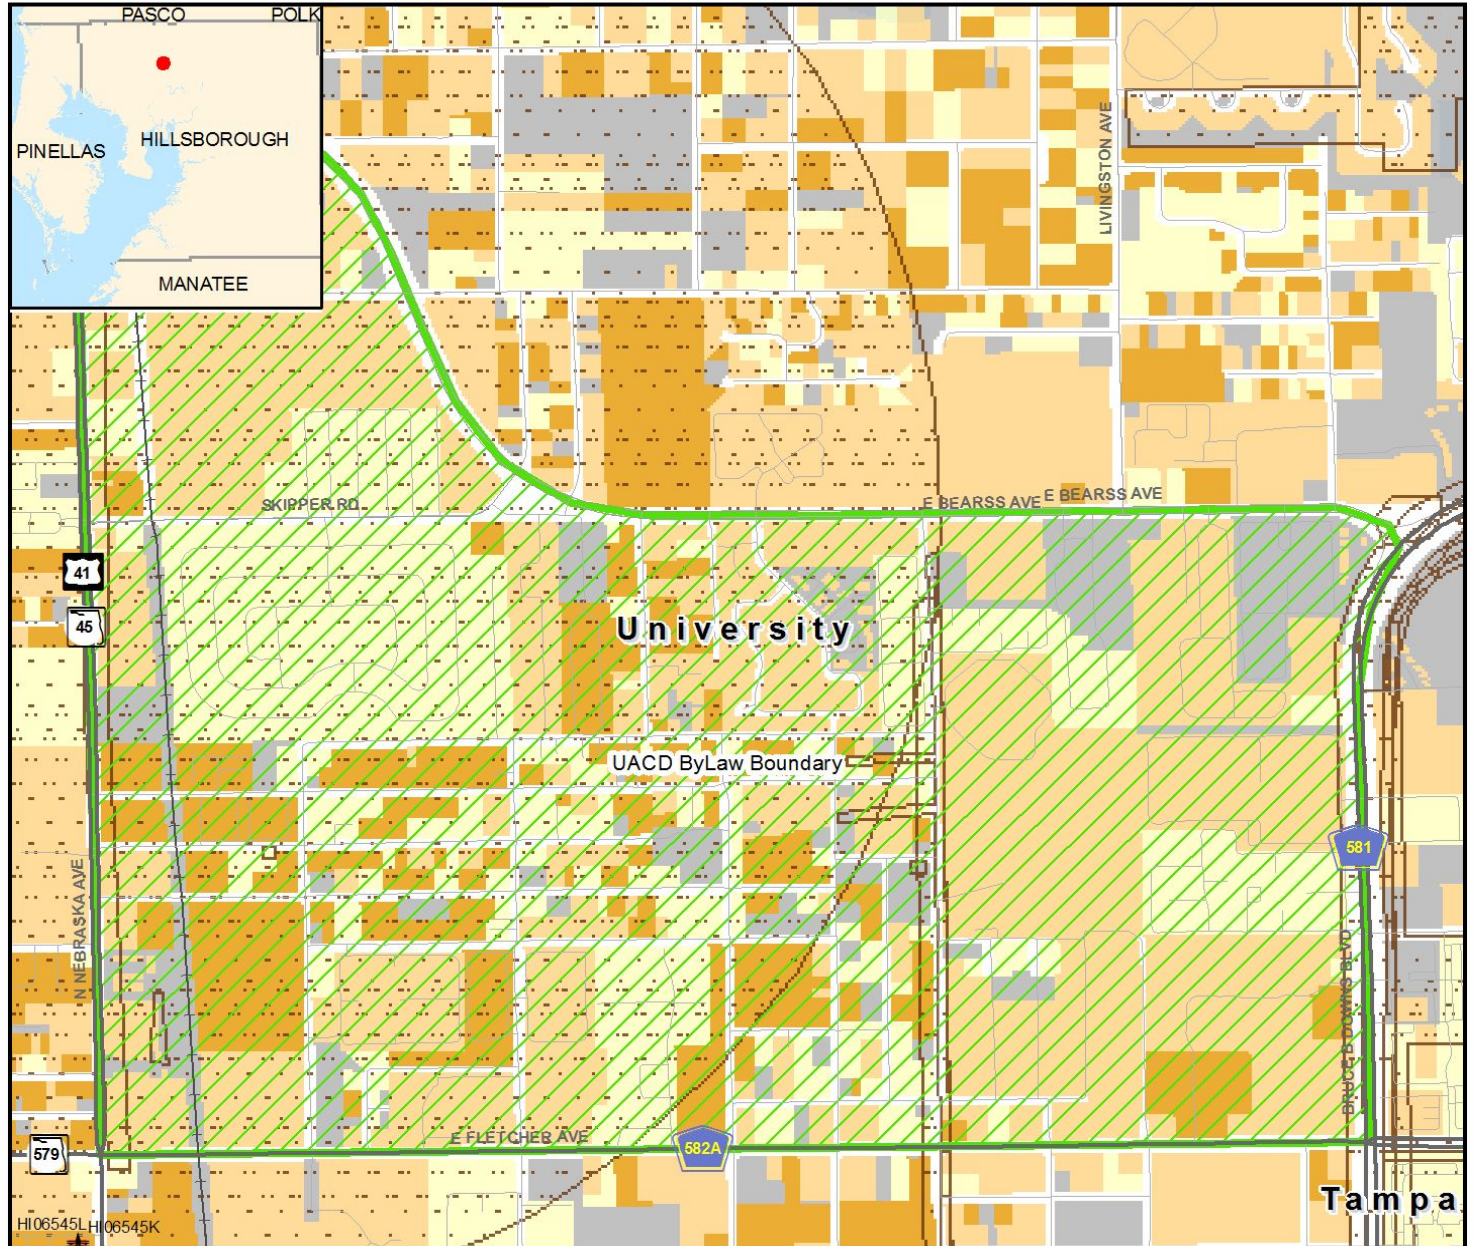 PASCO
POLK
PINELLAS
HILLSBOROUGH
MANATEE
LIVINGSTON AVE
SKIPPER RD
E BEARSS AVE
E BEARSS AVE
41
45
University
UACD ByLaw Boundary
581
N NEBRASKA AVE
BRUCE B DOWNS BLVD
E FLETCHER AVE
582A
579
Tampa
HI06545L
HI06545K